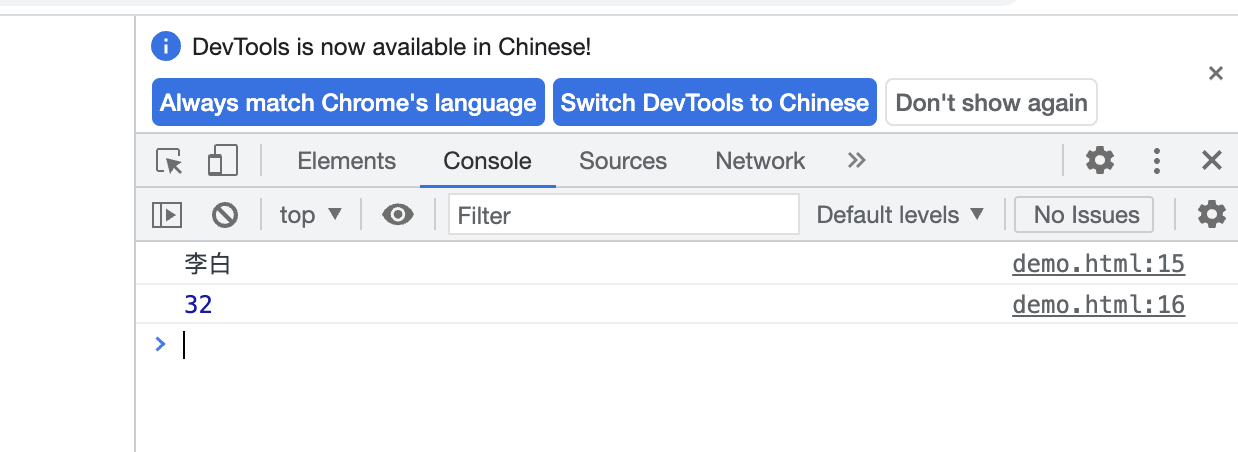 DevTools is now available in Chinese!
Always match Chrome's language Switch DevTools to Chinese Don't show again
Elements Console Sources Network
top Filter Default levels No Issues
李白 demo.html:15
32 demo.html:16